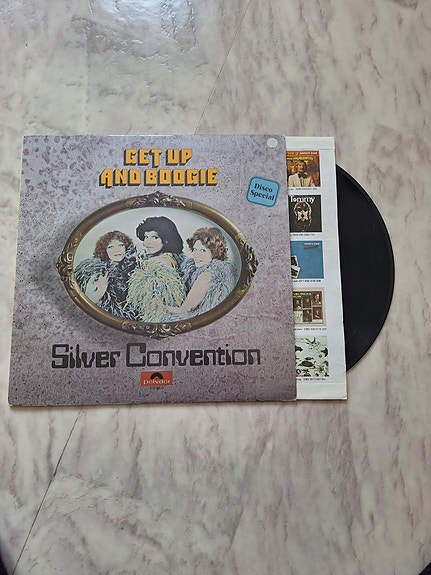 GET UP
AND BOOGIE
Disco
Special
Silver Convention
Polydor
Tommy